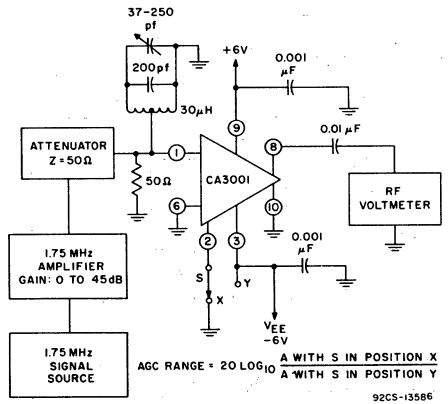 37-250
pf
200pf
30µH
+6V
0.001
µF
9
ATTENUATOR
Z=50Ω
50Ω
1
6
CA3001
8
10
0.01µF
RF
VOLTMETER
2
3
0.001
µF
S
X
Y
VEE
-6V
1.75 MHz
AMPLIFIER
GAIN: 0 TO 45dB
1.75 MHz
SIGNAL
SOURCE
AGC RANGE = 20 LOG10 A WITH S IN POSITION X
A WITH S IN POSITION Y
92CS-13586